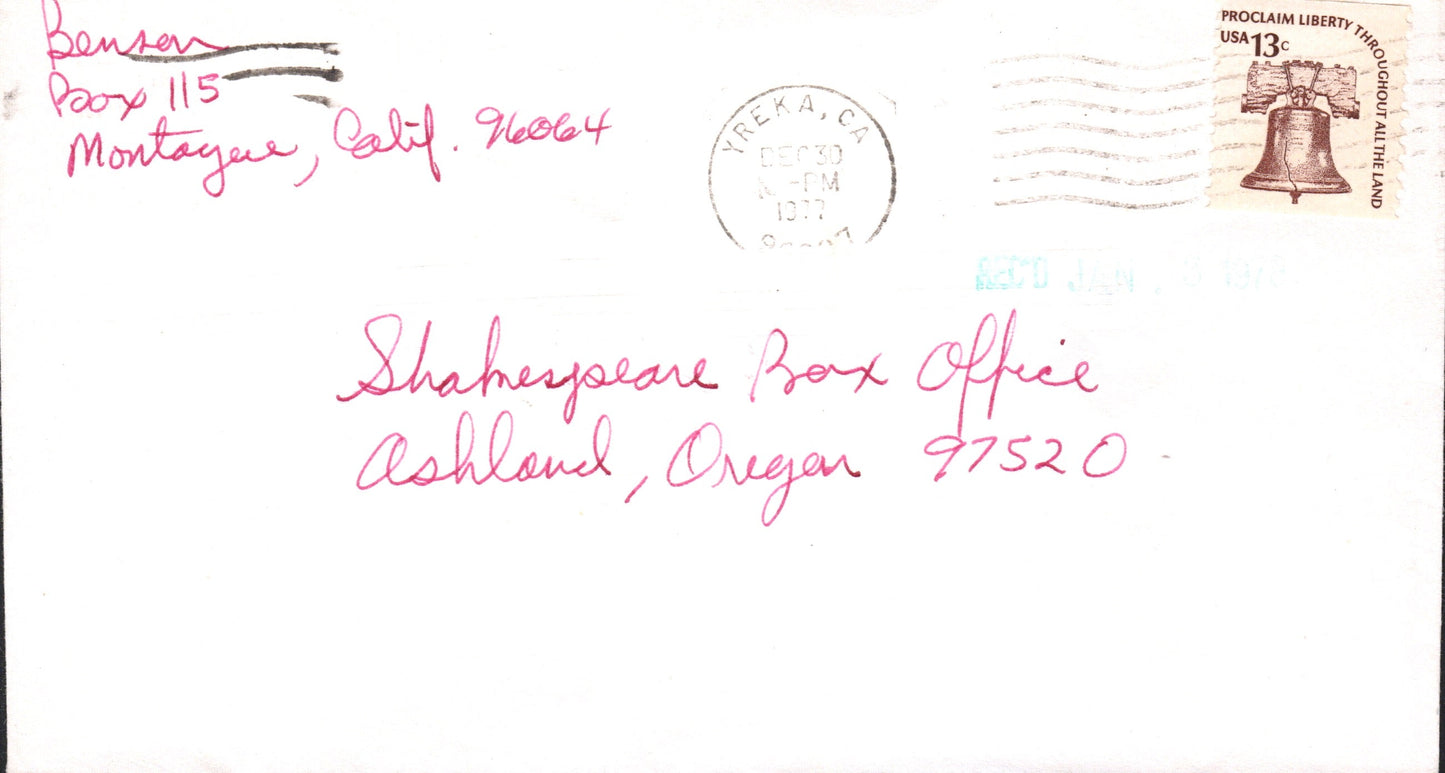 Benson
Box 115
Montague, Calif. 96064
YREKA, CA
DEC 30
PM
1977
PROCLAIM LIBERTY THROUGHOUT ALL THE LAND
USA 13c
Shakespeare Box Office
Ashland, Oregon 97520